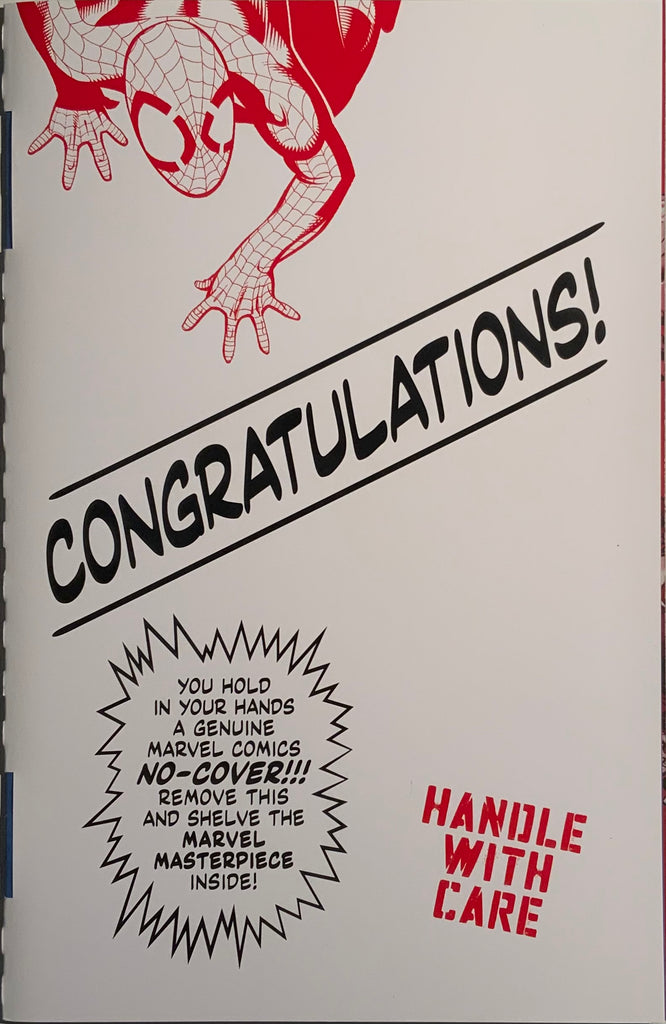 CONGRATULATIONS!
YOU HOLD
IN YOUR HANDS
A GENUINE
MARVEL COMICS
NO-COVER!!!
REMOVE THIS
AND SHELVE THE
MARVEL
MASTERPIECE
INSIDE!
HANDLE
WITH
CARE